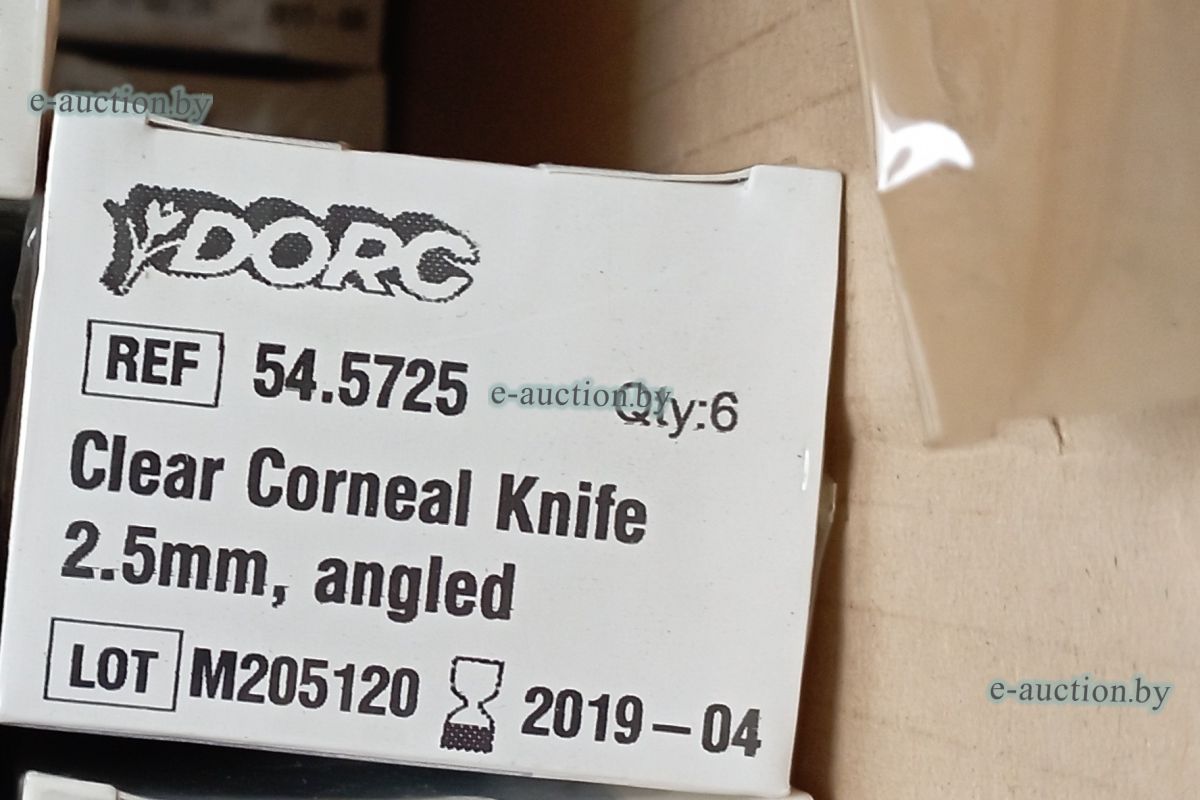 e-auction.by
DORC
REF 54.5725 e-auction.by Qty:6
Clear Corneal Knife
2.5mm, angled
LOT M205120 2019-04
e-auction.by